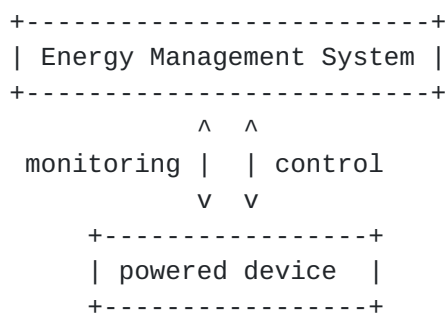 +--------------------------+
| Energy Management System |
+--------------------------+
            ^  ^
 monitoring |  | control
            v  v
     +-----------------+
     | powered device  |
     +-----------------+